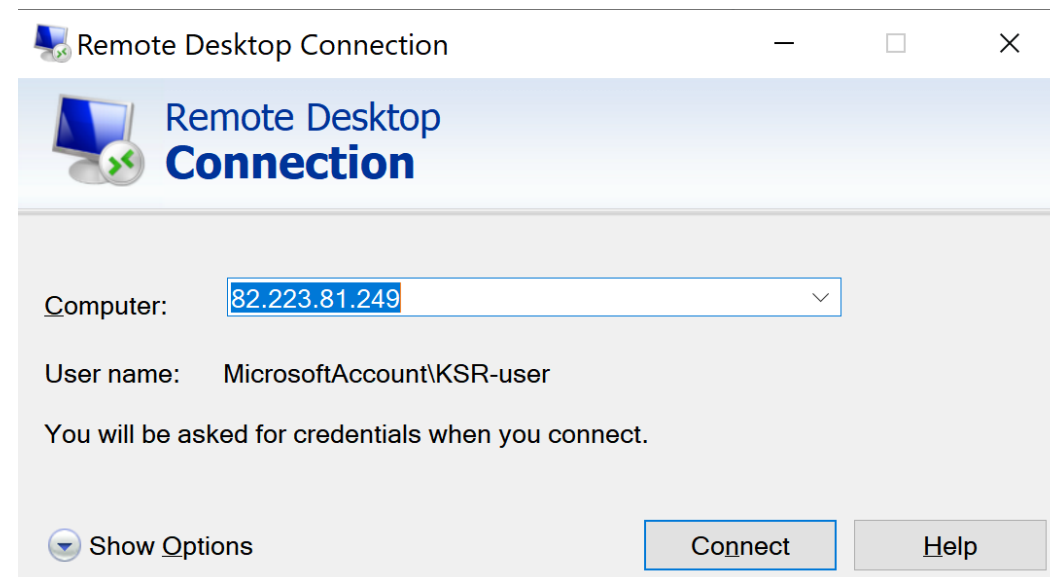 Remote Desktop Connection
Remote Desktop
Connection
Computer: 82.223.81.249
User name: MicrosoftAccount\KSR-user
You will be asked for credentials when you connect.
Show Options Connect Help